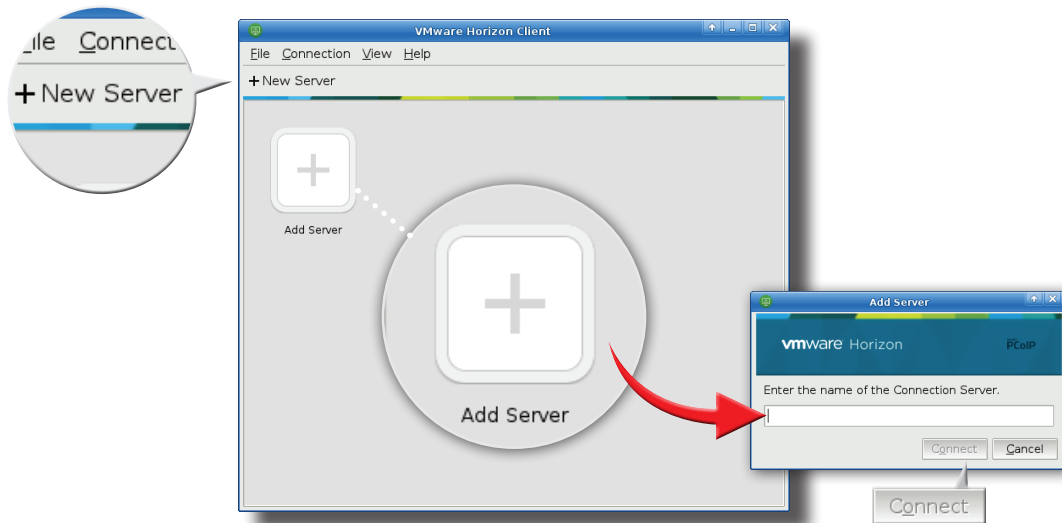 ile Connect
+ New Server
VMware Horizon Client
File Connection View Help
+ New Server
Add Server
Add Server
Add Server
vmware Horizon
PCoIP
Enter the name of the Connection Server.
Connect Cancel
Connect